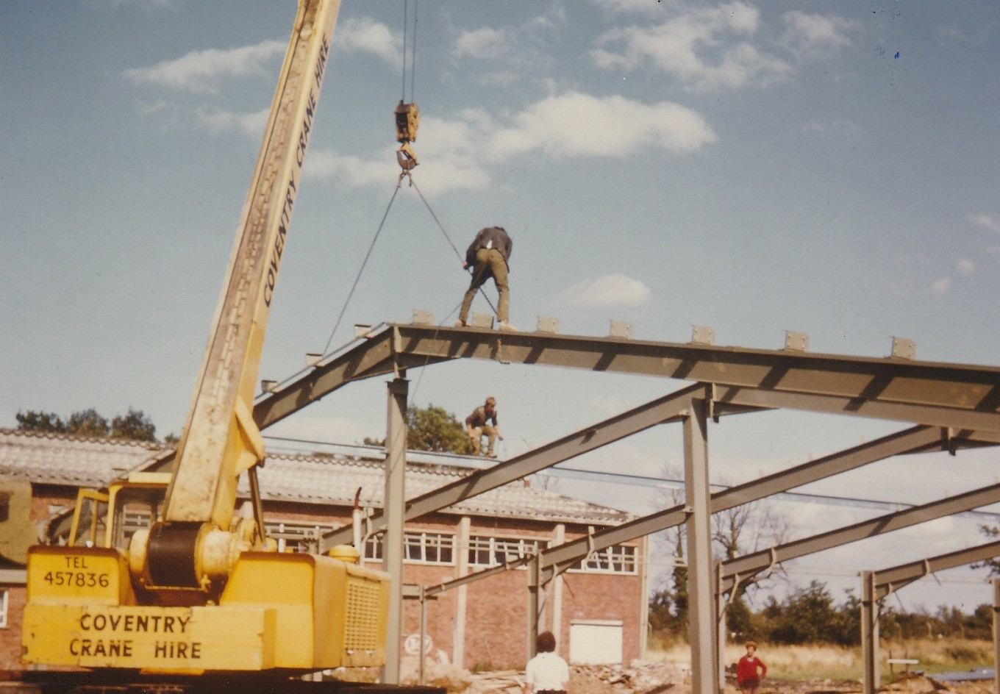 COVENTRY CRANE HIRE
TEL
457836
COVENTRY
CRANE HIRE